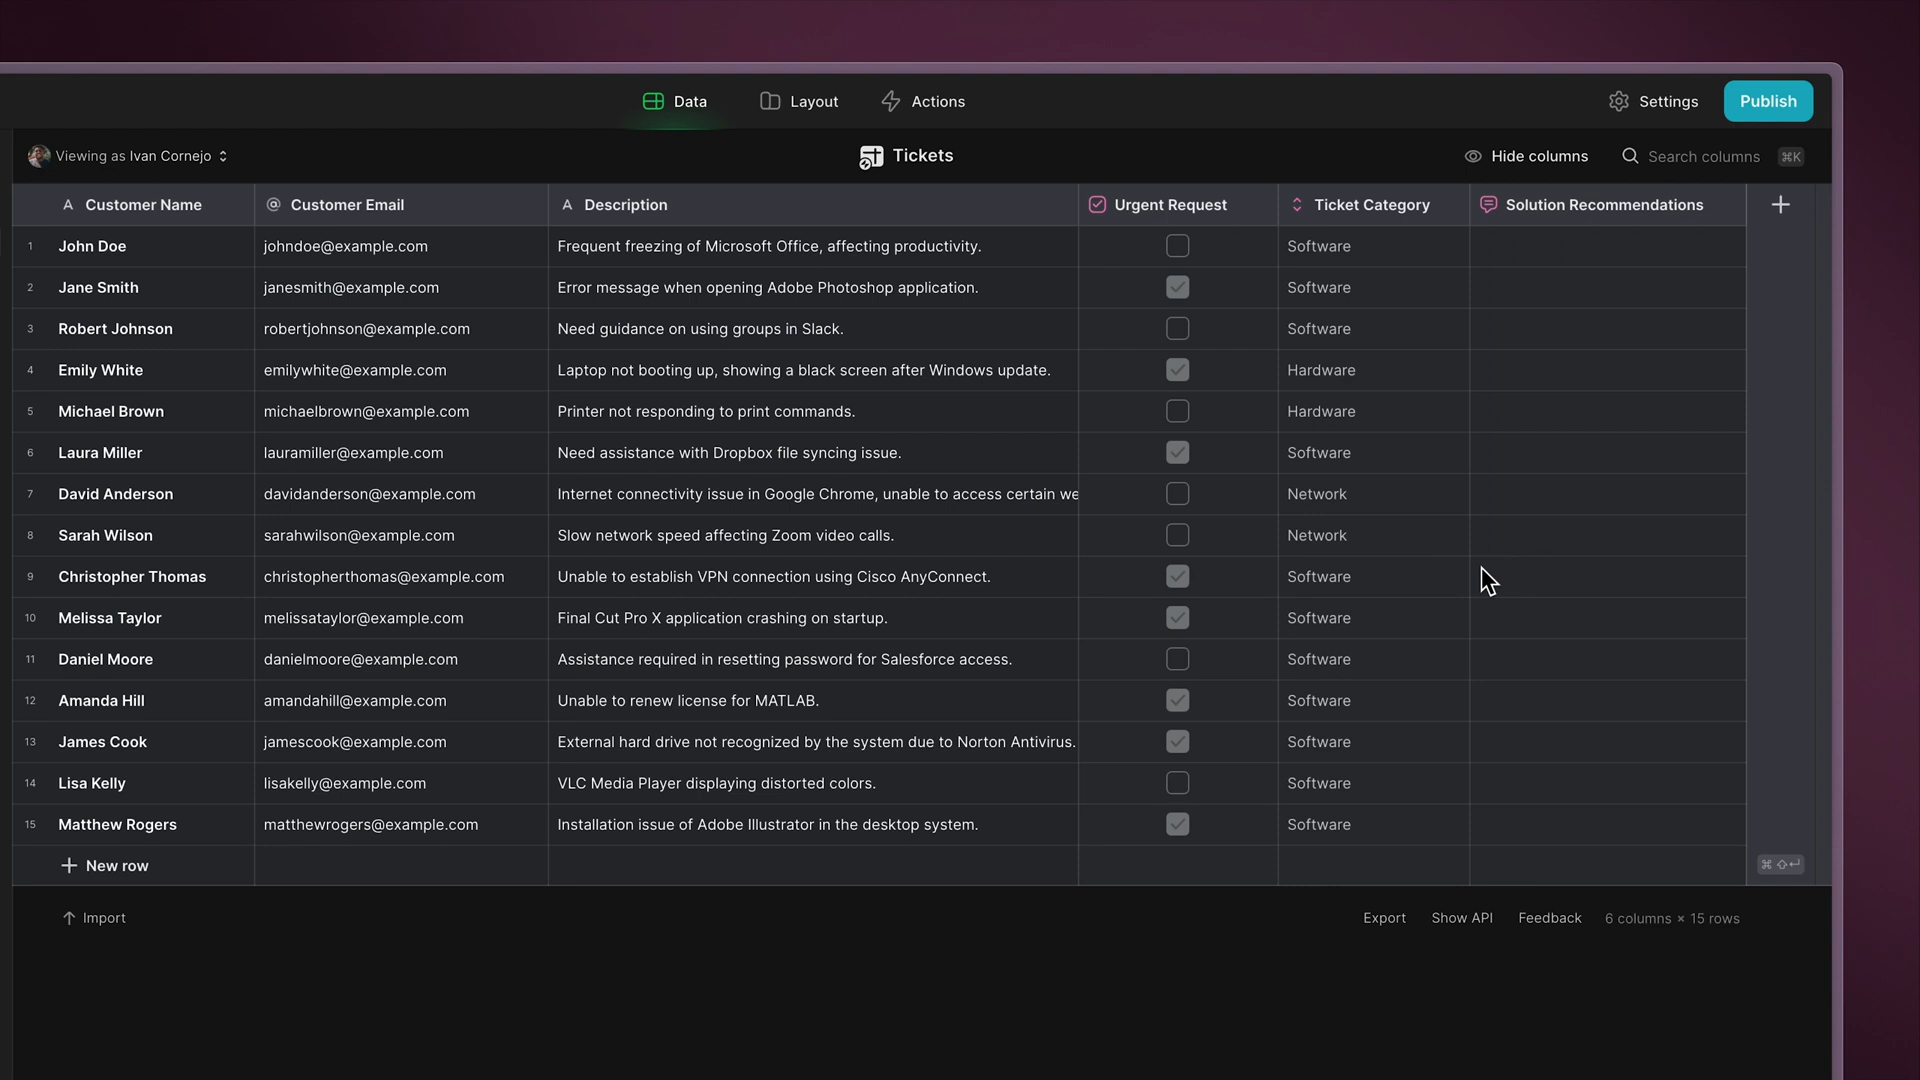 Data Layout Actions Settings Publish
Viewing as Ivan Cornejo Tickets Hide columns Search columns ⌘K
Customer Name Customer Email Description Urgent Request Ticket Category Solution Recommendations
1 John Doe johndoe@example.com Frequent freezing of Microsoft Office, affecting productivity. Software
2 Jane Smith janesmith@example.com Error message when opening Adobe Photoshop application. Software
3 Robert Johnson robertjohnson@example.com Need guidance on using groups in Slack. Software
4 Emily White emilywhite@example.com Laptop not booting up, showing a black screen after Windows update. Hardware
5 Michael Brown michaelbrown@example.com Printer not responding to print commands. Hardware
6 Laura Miller lauramiller@example.com Need assistance with Dropbox file syncing issue. Software
7 David Anderson davidanderson@example.com Internet connectivity issue in Google Chrome, unable to access certain we Network
8 Sarah Wilson sarahwilson@example.com Slow network speed affecting Zoom video calls. Network
9 Christopher Thomas christopherthomas@example.com Unable to establish VPN connection using Cisco AnyConnect. Software
10 Melissa Taylor melissataylor@example.com Final Cut Pro X application crashing on startup. Software
11 Daniel Moore danielmoore@example.com Assistance required in resetting password for Salesforce access. Software
12 Amanda Hill amandahill@example.com Unable to renew license for MATLAB. Software
13 James Cook jamescook@example.com External hard drive not recognized by the system due to Norton Antivirus. Software
14 Lisa Kelly lisakelly@example.com VLC Media Player displaying distorted colors. Software
15 Matthew Rogers matthewrogers@example.com Installation issue of Adobe Illustrator in the desktop system. Software
+ New row ⌘ ⇧ ↵
Import Export Show API Feedback 6 columns × 15 rows